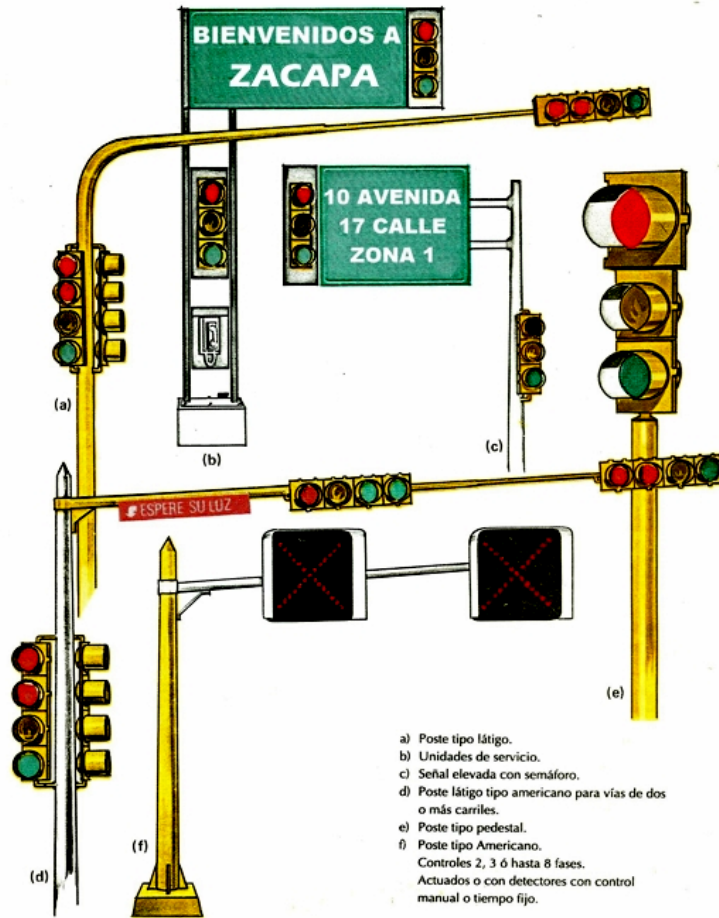 BIENVENIDOS A
ZACAPA
10 AVENIDA
17 CALLE
ZONA 1
(a)
(b)
(c)
ESPERE SU LUZ
(e)
(f)
(d)
a) Poste tipo látigo.
b) Unidades de servicio.
c) Señal elevada con semáforo.
d) Poste látigo tipo americano para vías de dos
o más carriles.
e) Poste tipo pedestal.
f) Poste tipo Americano.
Controles 2, 3 ó hasta 8 fases.
Actuados o con detectores con control
manual o tiempo fijo.